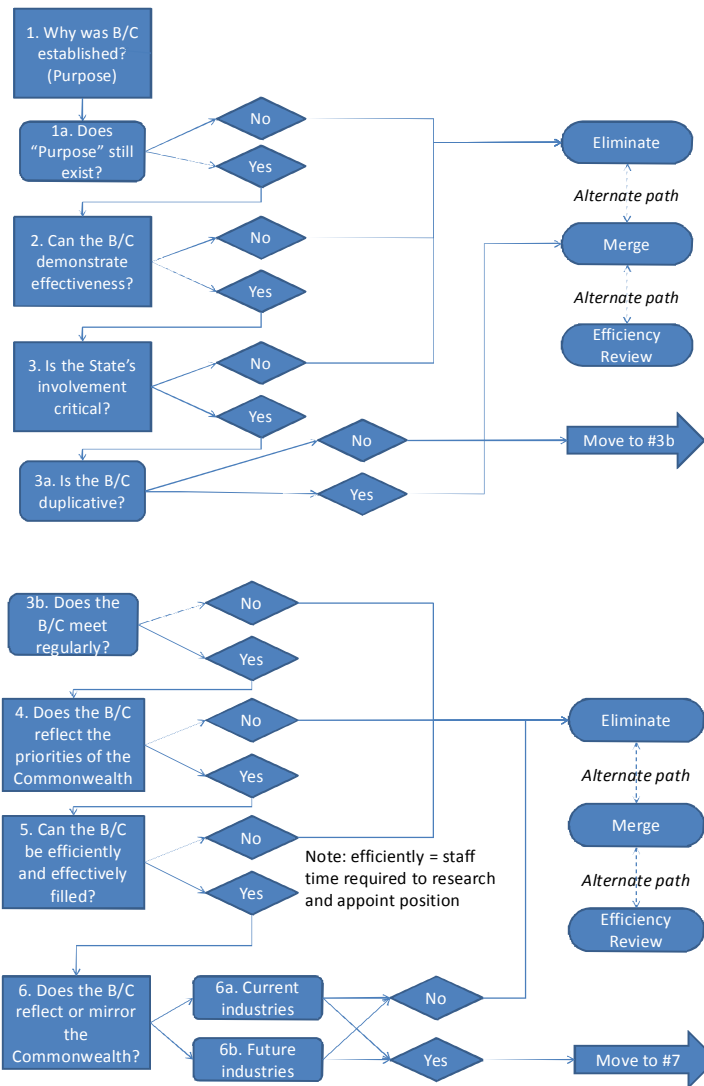 1. Why was B/C
established?
(Purpose)
No
1a. Does
“Purpose” still
exist?
Eliminate
Yes
Alternate path
2. Can the B/C
demonstrate
effectiveness?
No
Merge
Yes
Alternate path
3. Is the State’s
involvement
critical?
No
Efficiency
Review
Yes
No
Move to #3b
3a. Is the B/C
duplicative?
Yes
3b. Does the
B/C meet
regularly?
No
Yes
4. Does the B/C
reflect the
priorities of the
Commonwealth
No
Eliminate
Yes
Alternate path
5. Can the B/C
be efficiently
and effectively
filled?
No
Merge
Note: efficiently = staff
time required to research
and appoint position
Yes
Alternate path
Efficiency
Review
6. Does the B/C
reflect or mirror
the
Commonwealth?
6a. Current
industries
No
6b. Future
industries
Yes
Move to #7